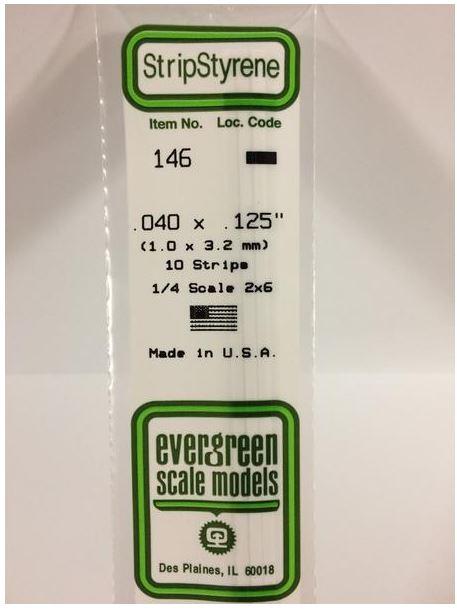 StripStyrene
Item No. Loc. Code
146
.040 x .125"
(1.0 x 3.2 mm)
10 Strips
1/4 Scale 2x6
Made in U.S.A.
evergreen
scale models
Des Plaines, IL 60018